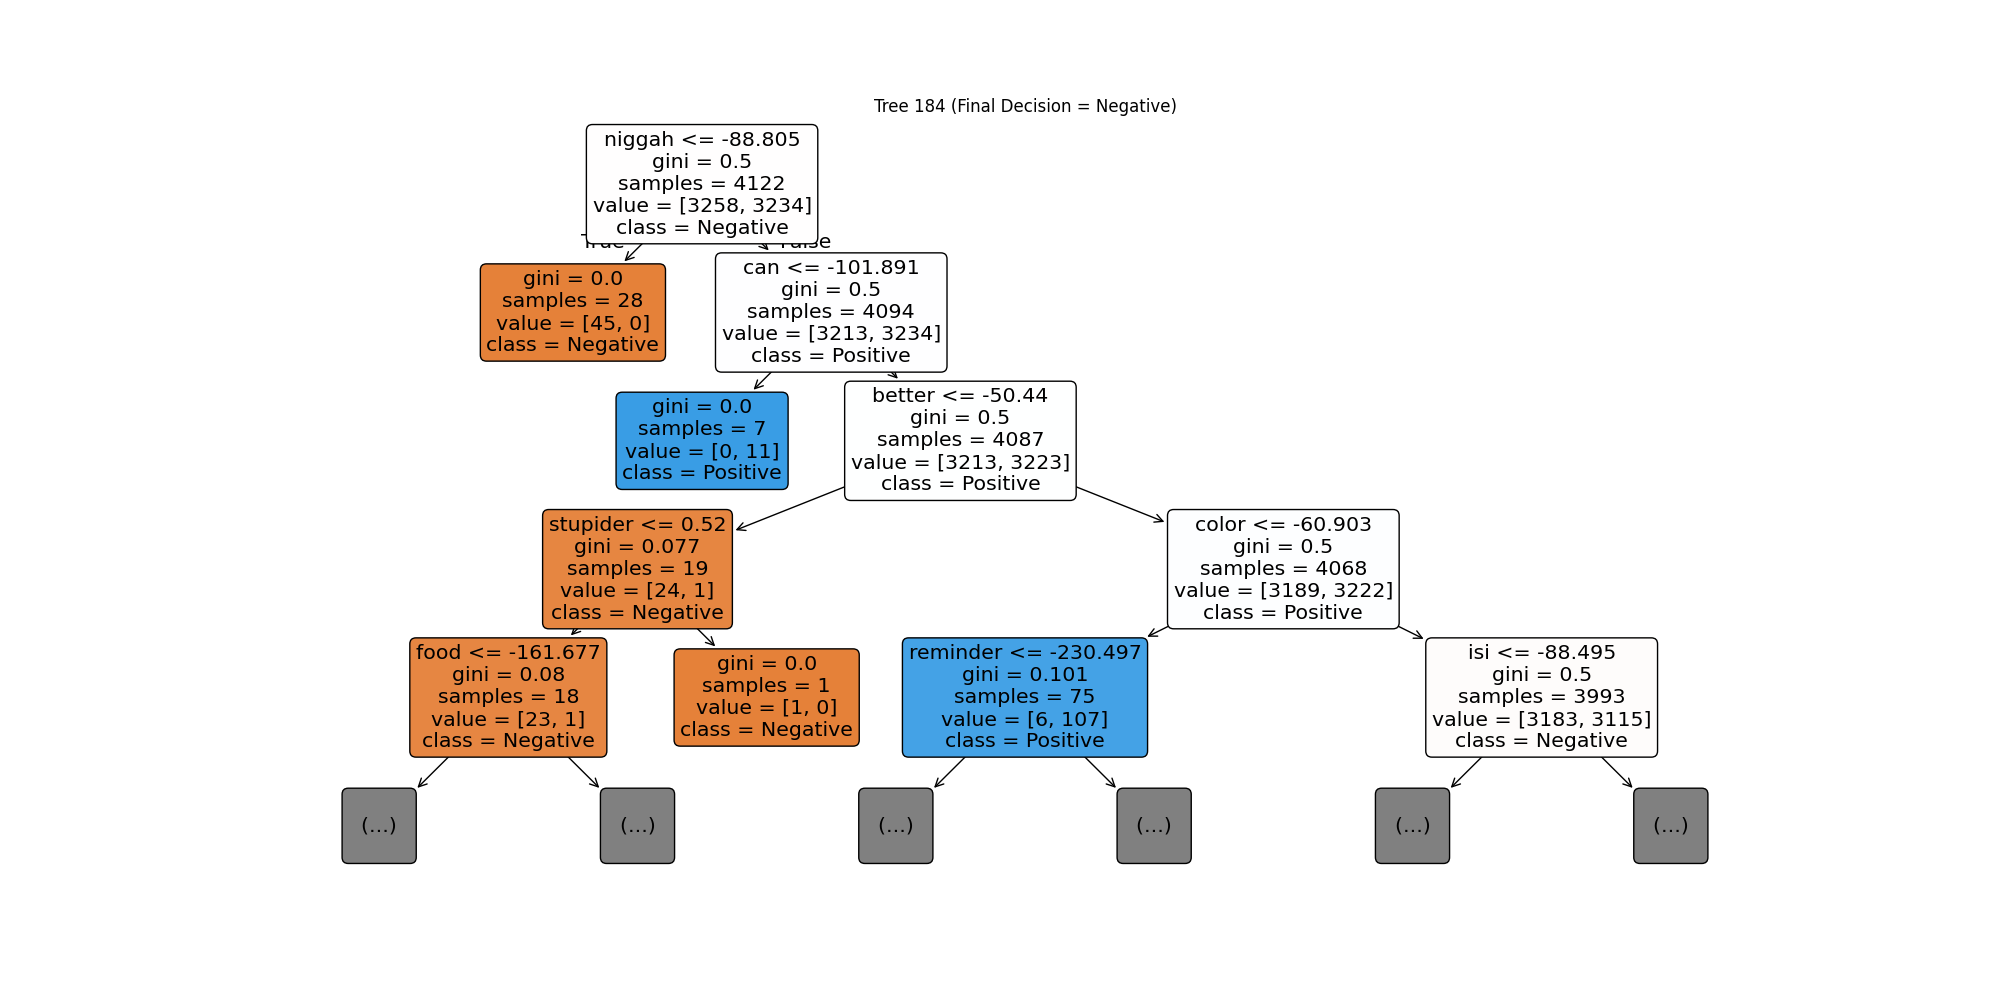 Tree 184 (Final Decision = Negative)
niggah <= -88.805
gini = 0.5
samples = 4122
value = [3258, 3234]
class = Negative
True
False
gini = 0.0
samples = 28
value = [45, 0]
class = Negative
can <= -101.891
gini = 0.5
samples = 4094
value = [3213, 3234]
class = Positive
gini = 0.0
samples = 7
value = [0, 11]
class = Positive
better <= -50.44
gini = 0.5
samples = 4087
value = [3213, 3223]
class = Positive
stupider <= 0.52
gini = 0.077
samples = 19
value = [24, 1]
class = Negative
color <= -60.903
gini = 0.5
samples = 4068
value = [3189, 3222]
class = Positive
food <= -161.677
gini = 0.08
samples = 18
value = [23, 1]
class = Negative
gini = 0.0
samples = 1
value = [1, 0]
class = Negative
reminder <= -230.497
gini = 0.101
samples = 75
value = [6, 107]
class = Positive
isi <= -88.495
gini = 0.5
samples = 3993
value = [3183, 3115]
class = Negative
(...)
(...)
(...)
(...)
(...)
(...)